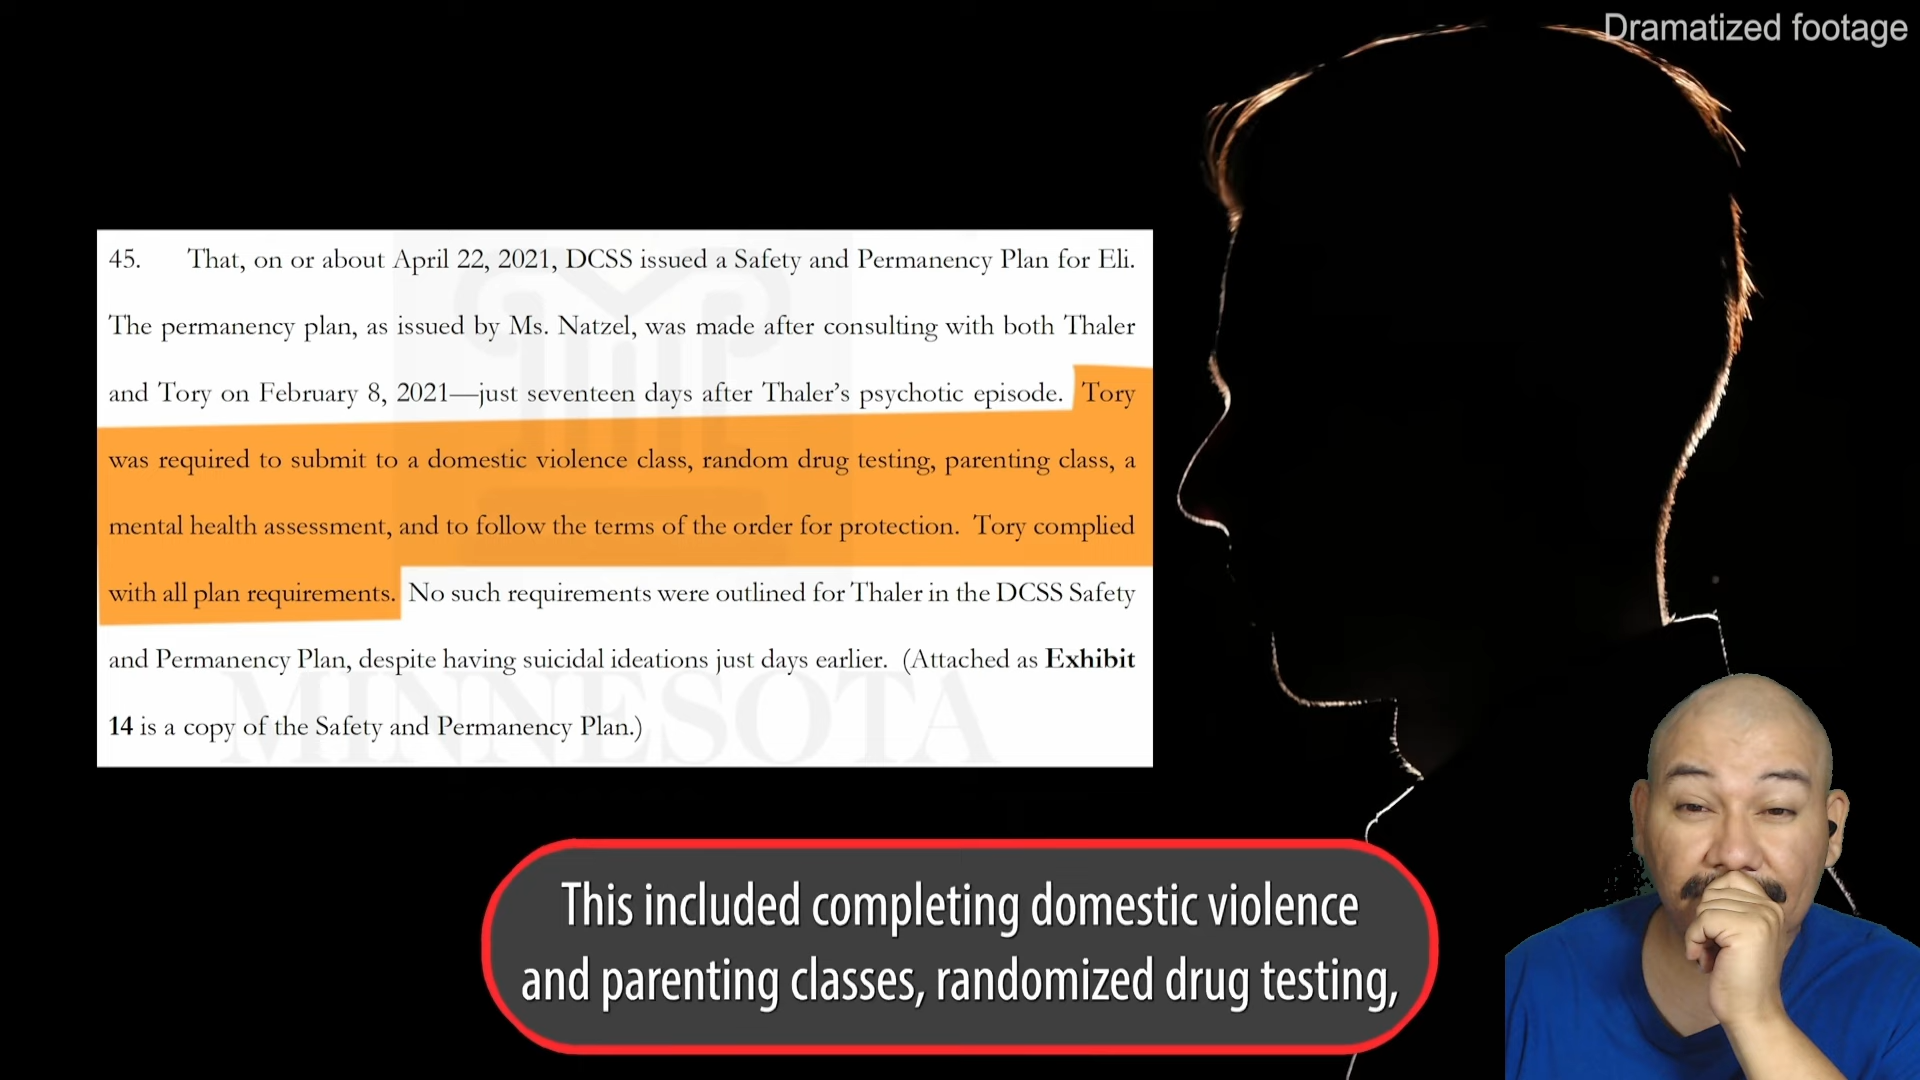 Dramatized footage
45. That, on or about April 22, 2021, DCSS issued a Safety and Permanency Plan for Eli.
The permanency plan, as issued by Ms. Natzel, was made after consulting with both Thaler
and Tory on February 8, 2021—just seventeen days after Thaler’s psychotic episode. Tory
was required to submit to a domestic violence class, random drug testing, parenting class, a
mental health assessment, and to follow the terms of the order for protection. Tory complied
with all plan requirements. No such requirements were outlined for Thaler in the DCSS Safety
and Permanency Plan, despite having suicidal ideations just days earlier. (Attached as Exhibit
14 is a copy of the Safety and Permanency Plan.)
MINNESOTA
This included completing domestic violence
and parenting classes, randomized drug testing,